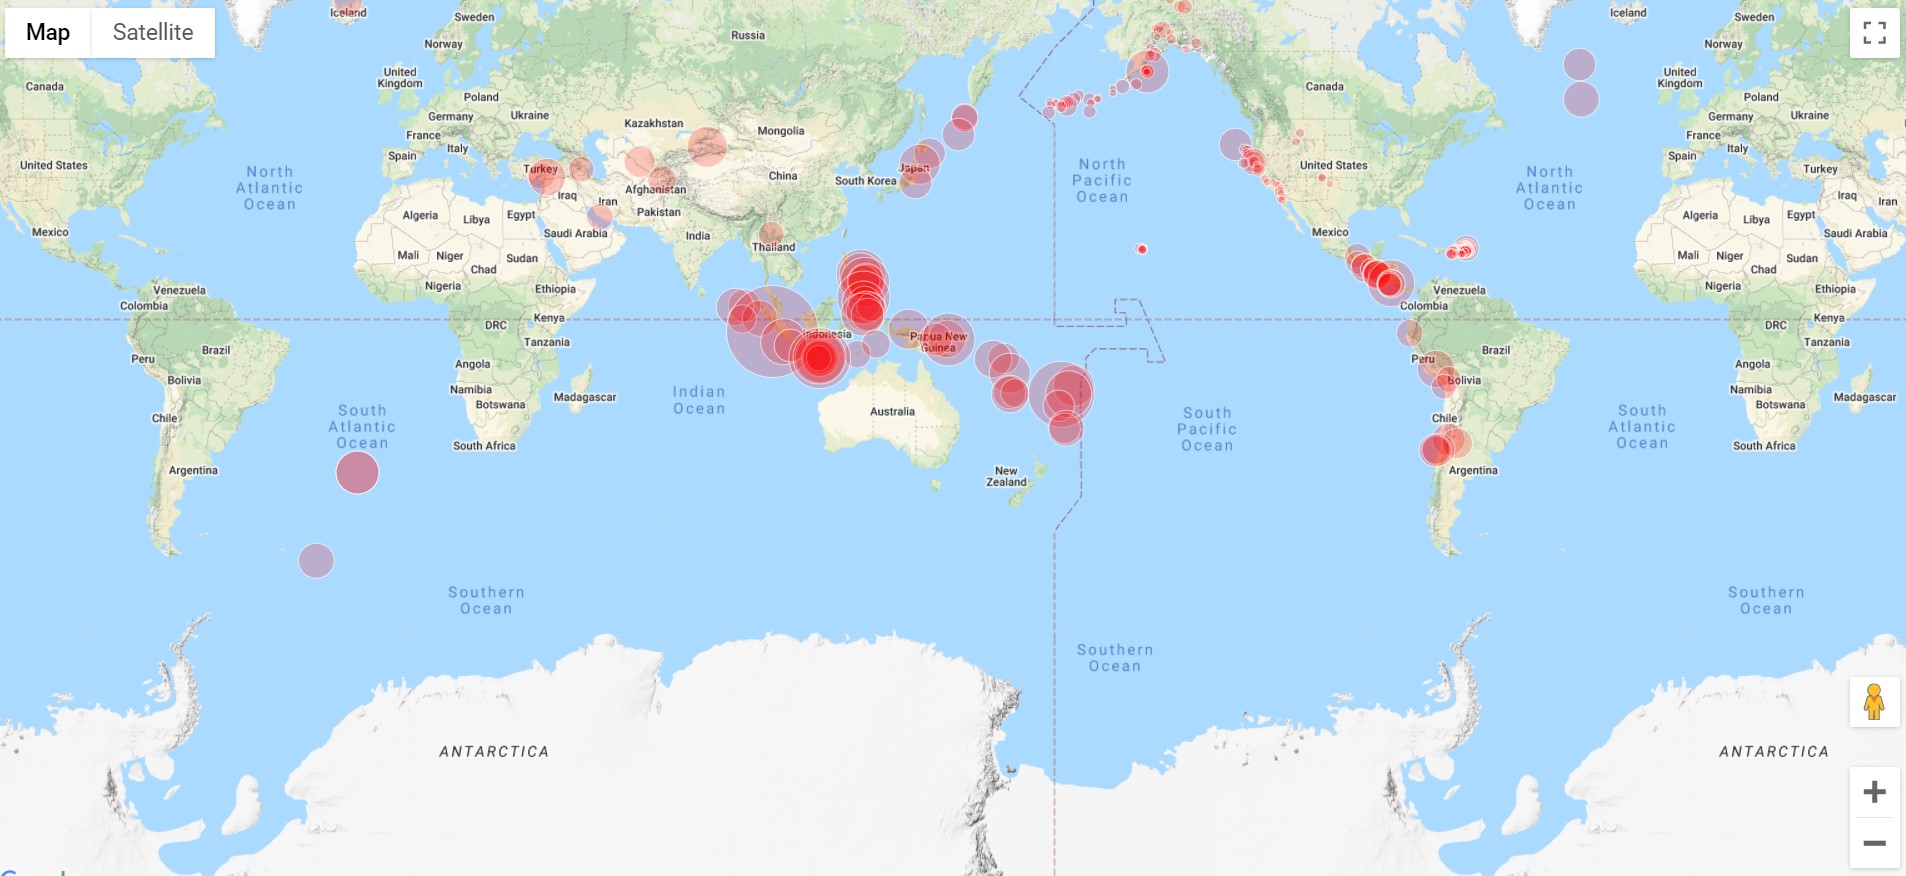 Map
Satellite
Iceland
Sweden
Norway
Russia
United
Kingdom
Canada
Poland
Germany
Ukraine
France
Kazakhstan
Mongolia
Italy
Spain
United States
Turkey
Japan
China
South Korea
Afghanistan
North
Atlantic
Ocean
Iraq
Iran
Pakistan
Algeria
Libya
Egypt
Saudi Arabia
India
Mexico
Thailand
Mali
Niger
Sudan
Chad
Nigeria
Ethiopia
Venezuela
Colombia
Kenya
DRC
Indonesia
Papua New
Guinea
Tanzania
Brazil
Peru
Angola
Bolivia
Namibia
Botswana
Madagascar
Indian
Ocean
Australia
Chile
South
Atlantic
Ocean
South Africa
Argentina
New
Zealand
Southern
Ocean
ANTARCTICA
North
Pacific
Ocean
South
Pacific
Ocean
Southern
Ocean
Canada
United States
Mexico
Venezuela
Colombia
Peru
Brazil
Bolivia
Chile
Argentina
Iceland
Sweden
Norway
United
Kingdom
Poland
Germany
Ukraine
France
Italy
Spain
Turkey
North
Atlantic
Ocean
Iraq
Iran
Algeria
Libya
Egypt
Saudi Arabia
Mali
Niger
Sudan
Chad
Nigeria
Ethiopia
Kenya
DRC
Tanzania
Angola
Namibia
Botswana
Madagascar
South
Atlantic
Ocean
South Africa
Southern
Ocean
ANTARCTICA